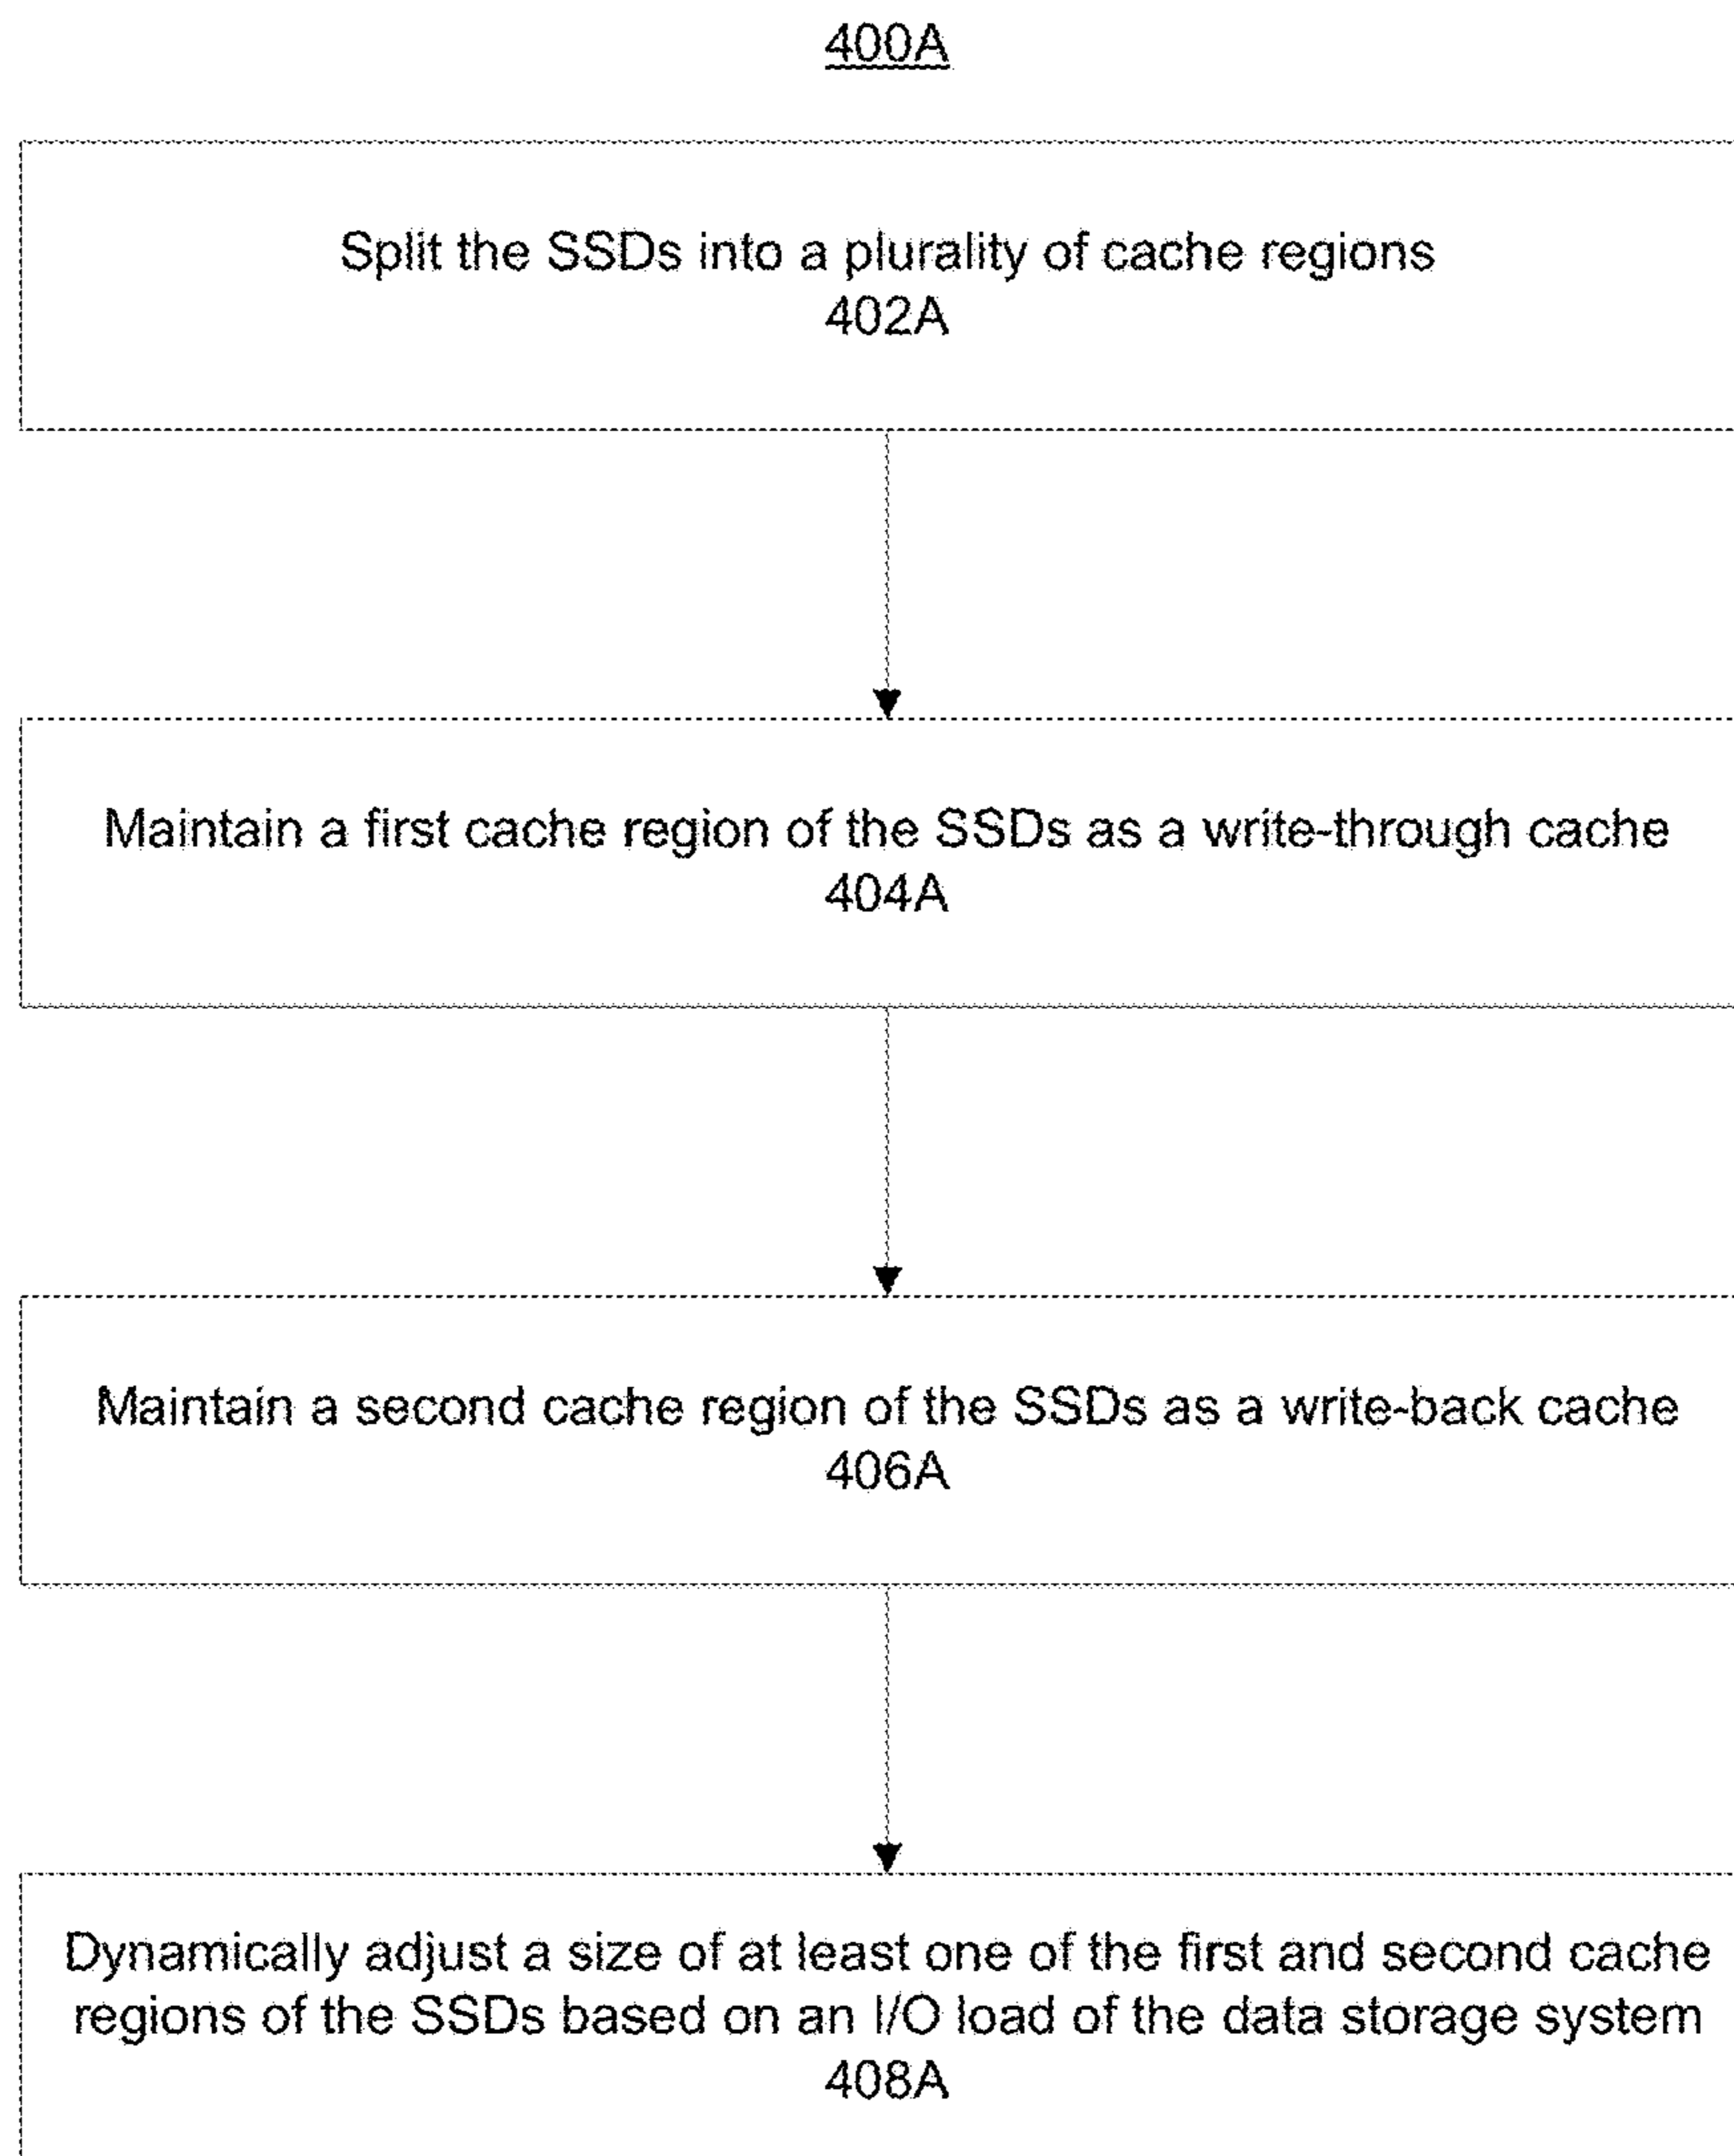 400A
Split the SSDs into a plurality of cache regions
402A
Maintain a first cache region of the SSDs as a write-through cache
404A
Maintain a second cache region of the SSDs as a write-back cache
406A
Dynamically adjust a size of at least one of the first and second cache
regions of the SSDs based on an I/O load of the data storage system
408A